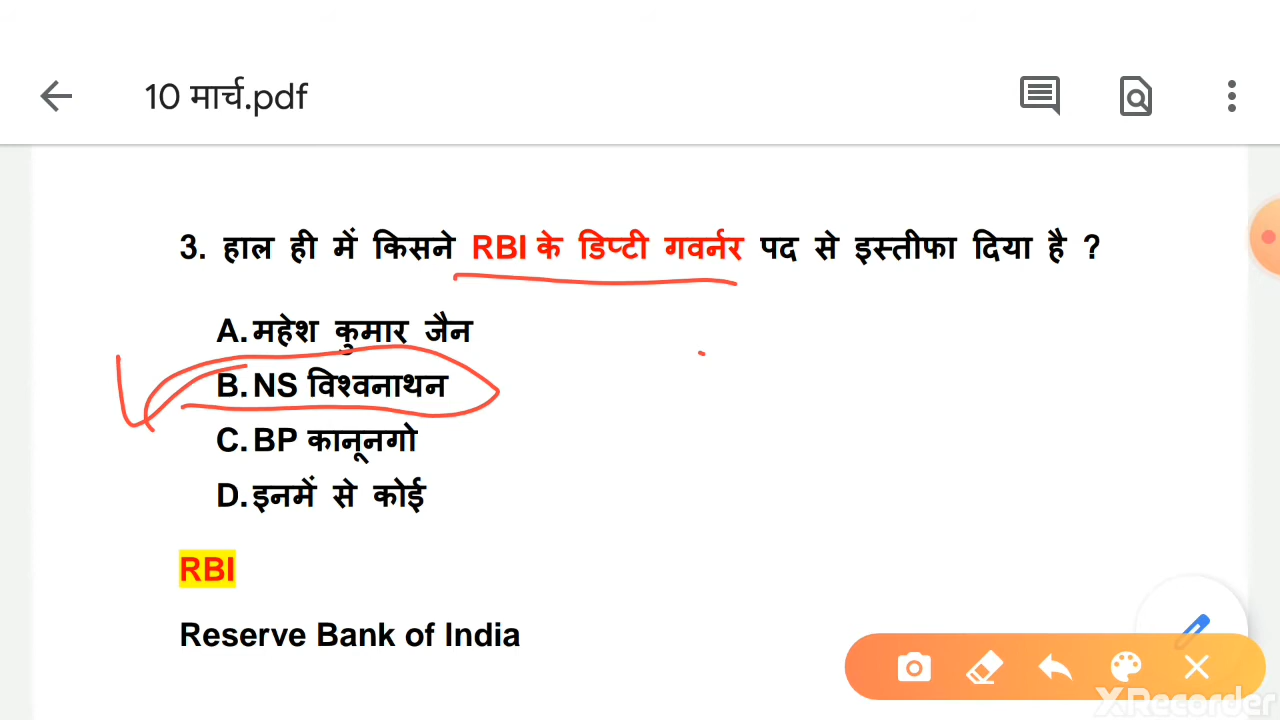 10 मार्च.pdf
3. हाल ही में किसने RBI के डिप्टी गवर्नर पद से इस्तीफा दिया है ?
A. महेश कुमार जैन
B. NS विश्वनाथन
C. BP कानूनगो
D. इनमें से कोई
RBI
Reserve Bank of India
XRecorder